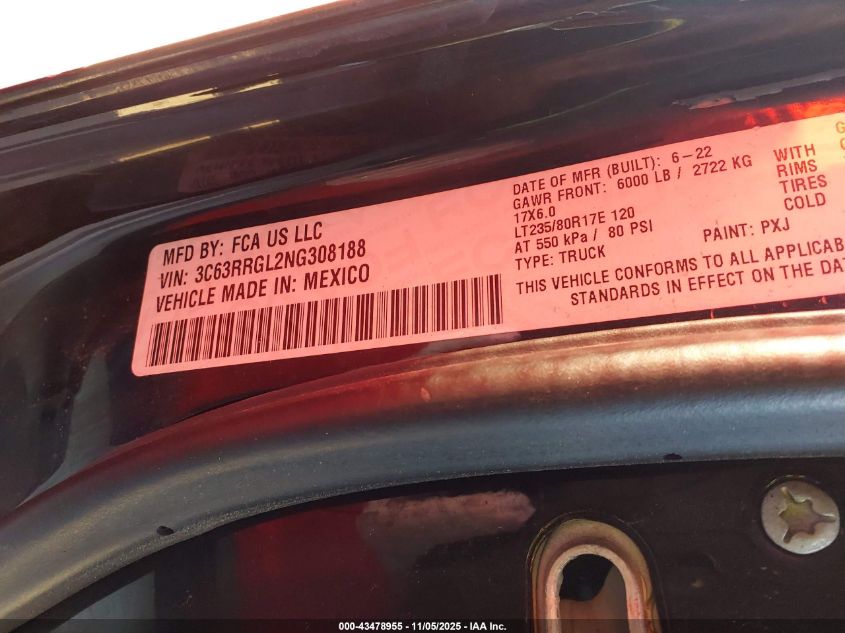 MFD BY: FCA US LLC
VIN: 3C63RRGL2NG308188
VEHICLE MADE IN: MEXICO
DATE OF MFR (BUILT): 6-22
GAWR FRONT: 6000 LB / 2722 KG WITH
17X6.0 RIMS
LT235/80R17E 120 TIRES
AT 550 kPa / 80 PSI COLD
TYPE: TRUCK PAINT: PXJ
THIS VEHICLE CONFORMS TO ALL APPLICAB
STANDARDS IN EFFECT ON THE DAT
000-43478955 - 11/05/2025 - IAA Inc.